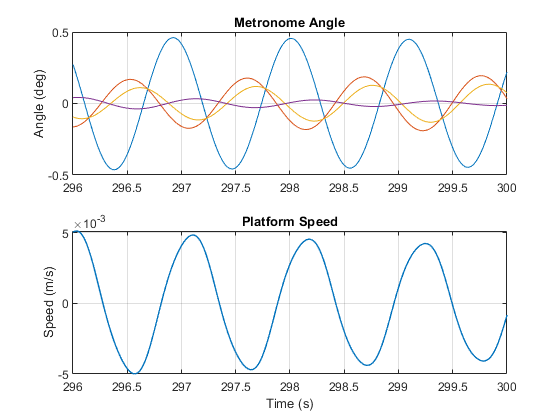 Metronome Angle
0.5
0
-0.5
Angle (deg)
296 296.5 297 297.5 298 298.5 299 299.5 300
Platform Speed
×10-3
5
0
-5
Speed (m/s)
296 296.5 297 297.5 298 298.5 299 299.5 300
Time (s)